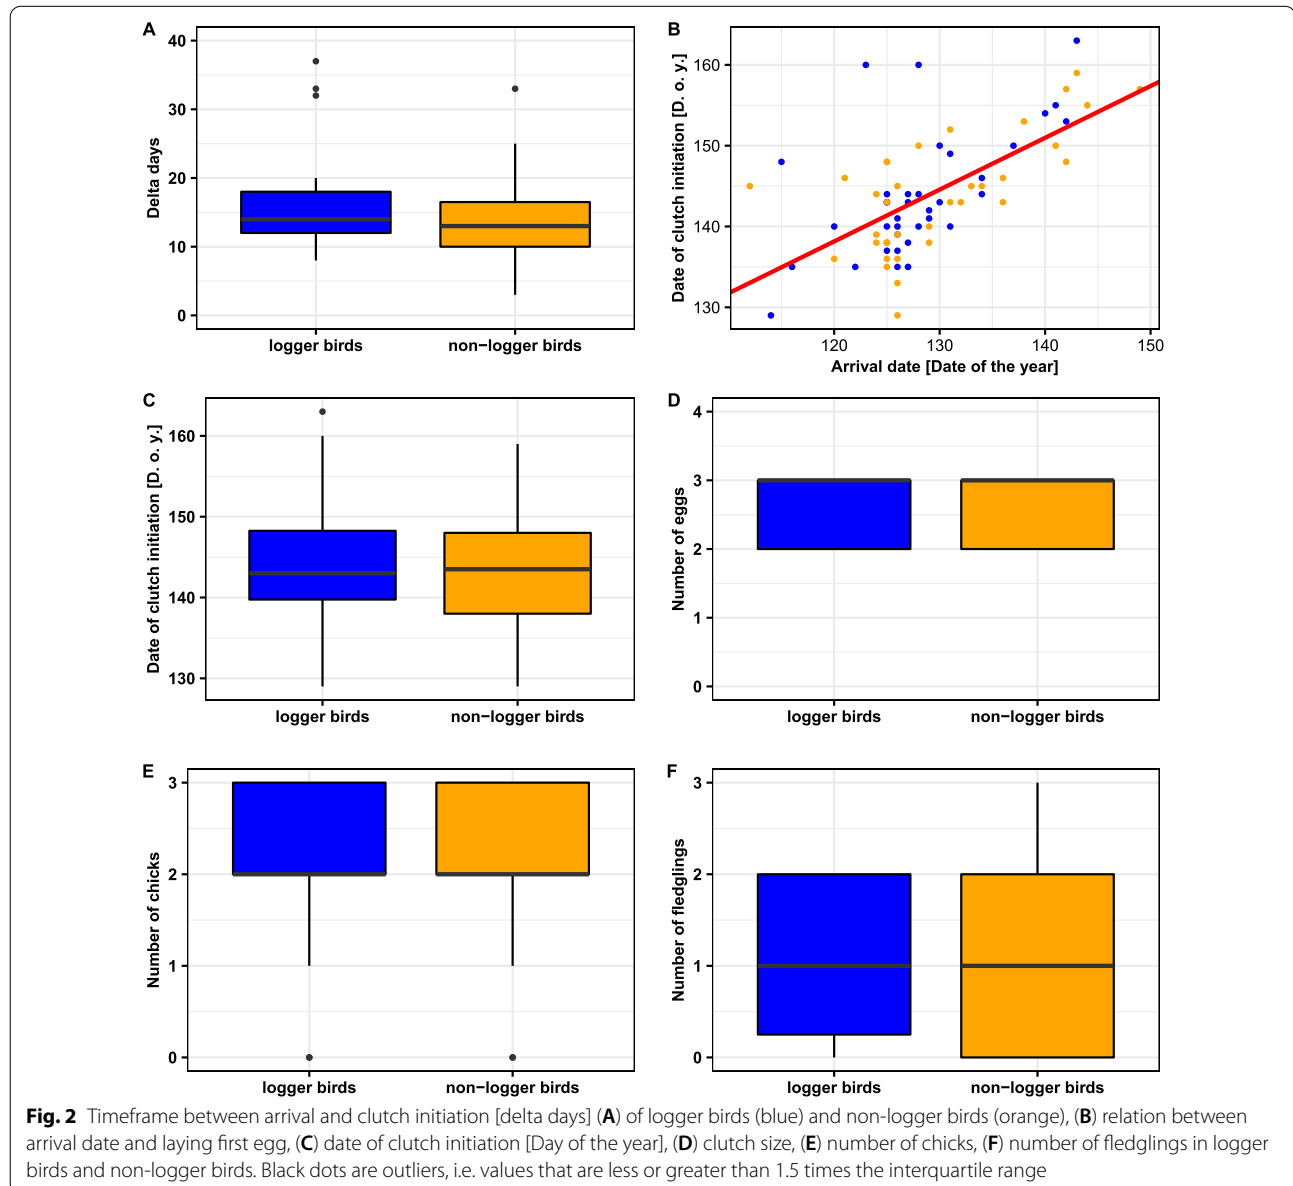 A
40
30
20
10
0
Delta days
logger birds non−logger birds
B
160
150
140
130
Date of clutch initiation [D. o. y.]
120 130 140 150
Arrival date [Date of the year]
C
160
150
140
130
Date of clutch initiation [D. o. y.]
logger birds non−logger birds
D
4
3
2
1
0
Number of eggs
logger birds non−logger birds
E
3
2
1
0
Number of chicks
logger birds non−logger birds
F
3
2
1
0
Number of fledglings
logger birds non−logger birds
Fig. 2 Timeframe between arrival and clutch initiation [delta days] (A) of logger birds (blue) and non-logger birds (orange), (B) relation between
arrival date and laying first egg, (C) date of clutch initiation [Day of the year], (D) clutch size, (E) number of chicks, (F) number of fledglings in logger
birds and non-logger birds. Black dots are outliers, i.e. values that are less or greater than 1.5 times the interquartile range